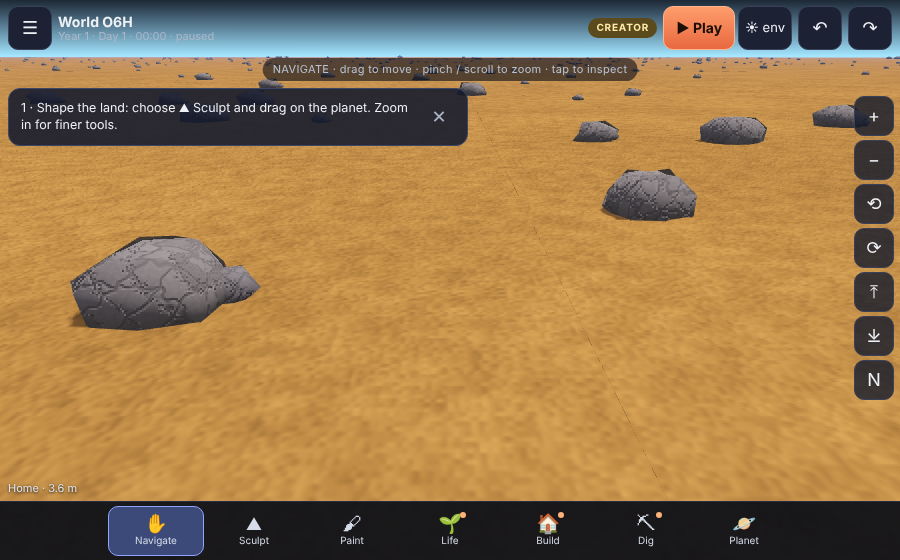 World O6H
Year 1 · Day 1 · 00:00 · paused
CREATOR
▶ Play
☀ env
NAVIGATE · drag to move · pinch / scroll to zoom · tap to inspect
1 · Shape the land: choose ▲ Sculpt and drag on the planet. Zoom
in for finer tools.
N
Home · 3.6 m
Navigate
Sculpt
Paint
Life
Build
Dig
Planet